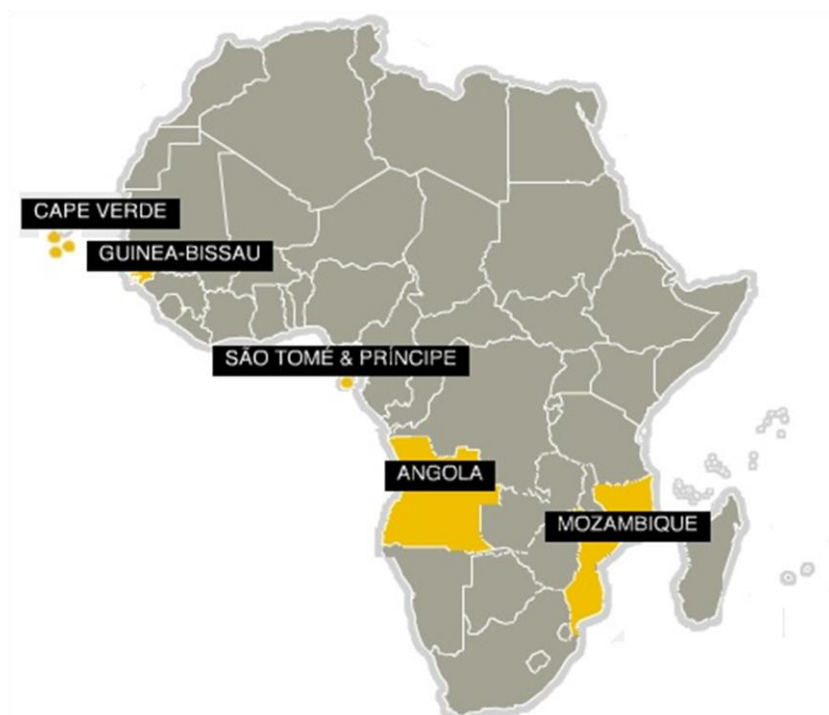 CAPE VERDE
GUINEA-BISSAU
SÃO TOMÉ & PRÍNCIPE
ANGOLA
MOZAMBIQUE